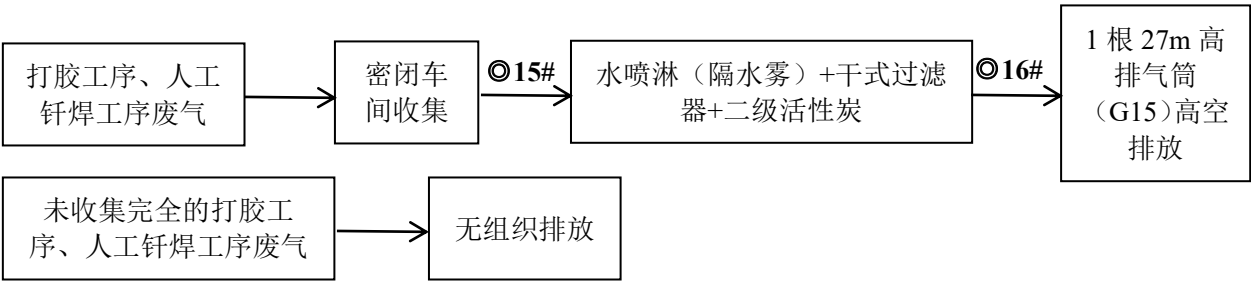 打胶工序、人工
钎焊工序废气
密闭车
间收集
◎15#
水喷淋（隔水雾）+干式过滤
器+二级活性炭
◎16#
1 根 27m 高
排气筒
（G15）高空
排放
未收集完全的打胶工
序、人工钎焊工序废气
无组织排放